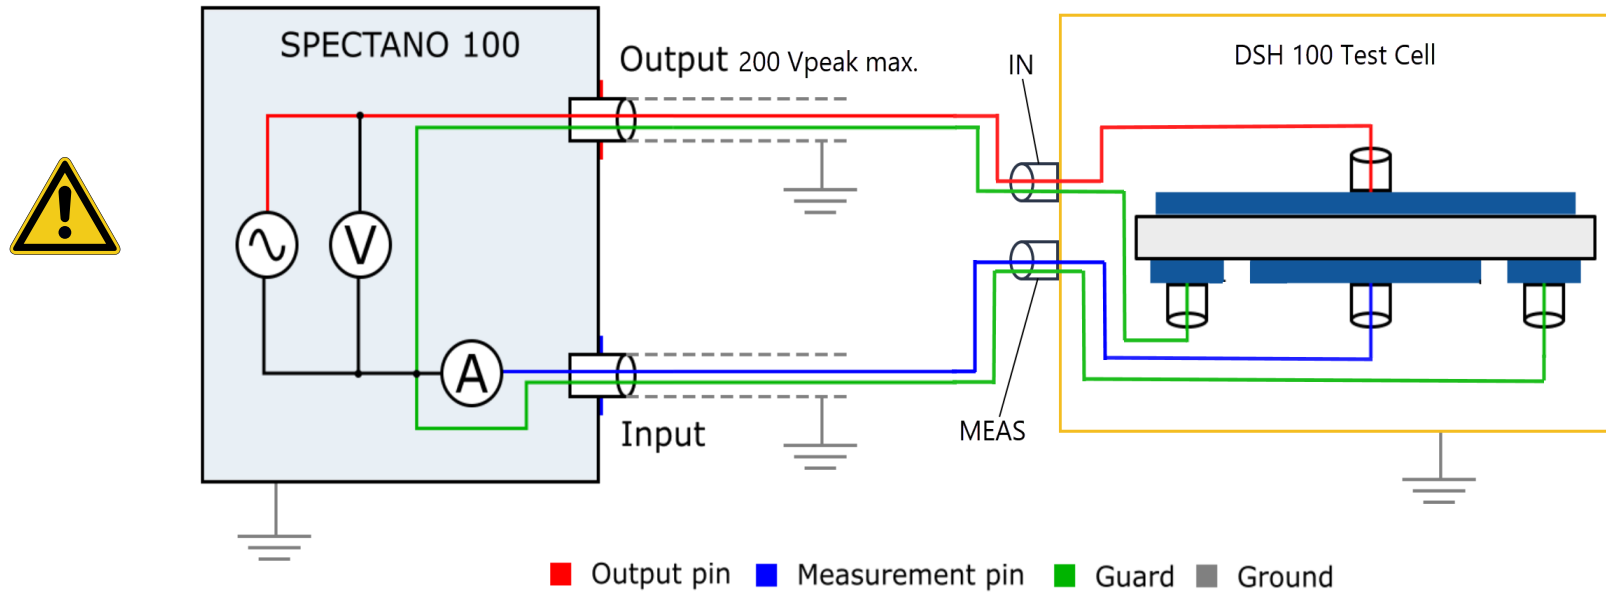 SPECTANO 100
Output 200 Vpeak max.
IN
DSH 100 Test Cell
V
A
Input
MEAS
Output pin
Measurement pin
Guard
Ground